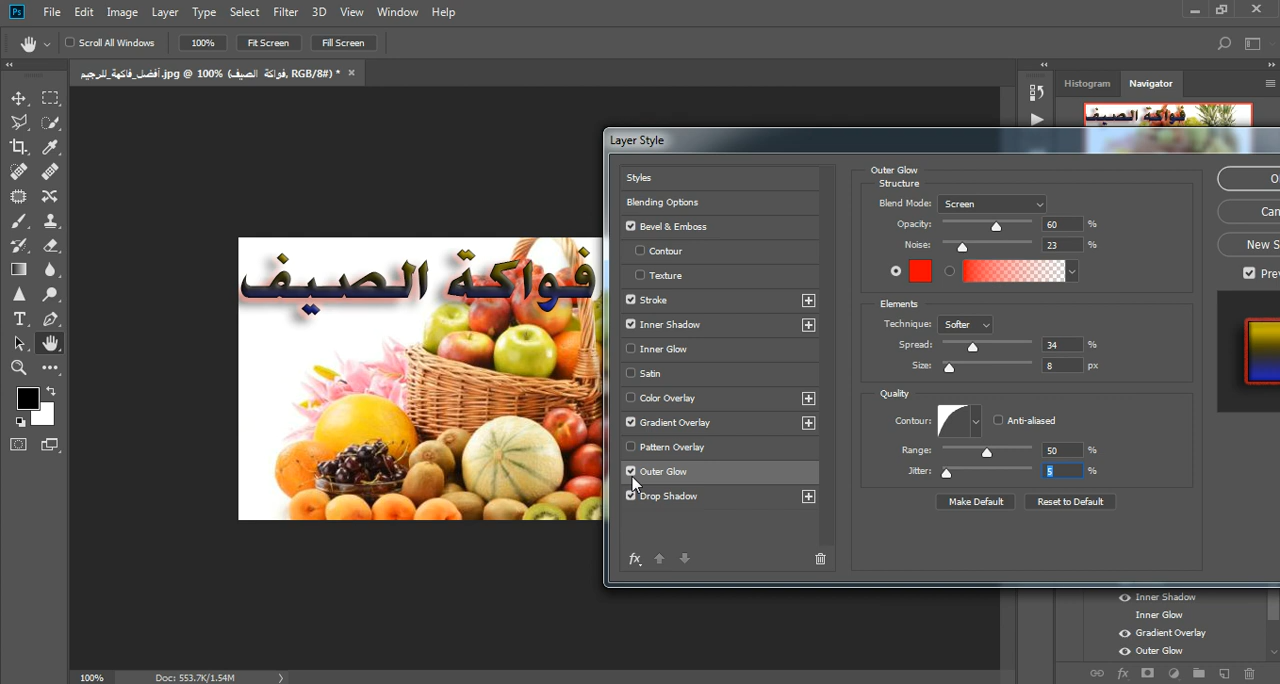 Ps File Edit Image Layer Type Select Filter 3D View Window Help
Scroll All Windows 100% Fit Screen Fill Screen
أفضل_فاكهة_للرجيم.jpg @ 100% (فواكة الصيف, RGB/8#) *
Histogram Navigator
فواكة الصيف
Layer Style
فواكة الصيف
Styles
Blending Options
Bevel & Emboss
Contour
Texture
Stroke
Inner Shadow
Inner Glow
Satin
Color Overlay
Gradient Overlay
Pattern Overlay
Outer Glow
Drop Shadow
fx
Outer Glow
Structure
Blend Mode: Screen
Opacity: 60 %
Noise: 23 %
Elements
Technique: Softer
Spread: 34 %
Size: 8 px
Quality
Contour: Anti-aliased
Range: 50 %
Jitter: 5 %
Make Default Reset to Default
Inner Shadow
Inner Glow
Gradient Overlay
Outer Glow
fx
100% Doc: 553.7K/1.54M